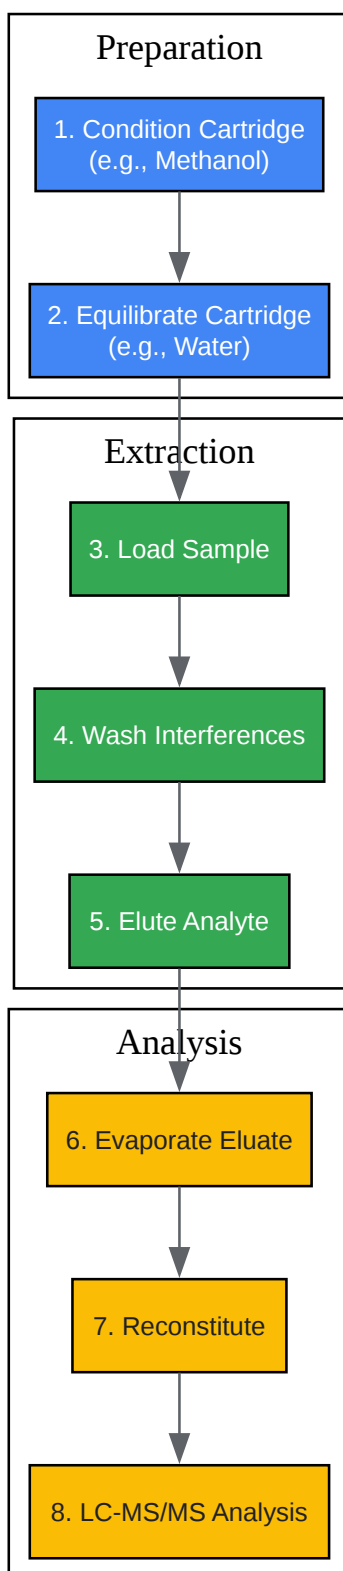 Preparation
1. Condition Cartridge
(e.g., Methanol)
2. Equilibrate Cartridge
(e.g., Water)
Extraction
3. Load Sample
4. Wash Interferences
5. Elute Analyte
Analysis
6. Evaporate Eluate
7. Reconstitute
8. LC-MS/MS Analysis